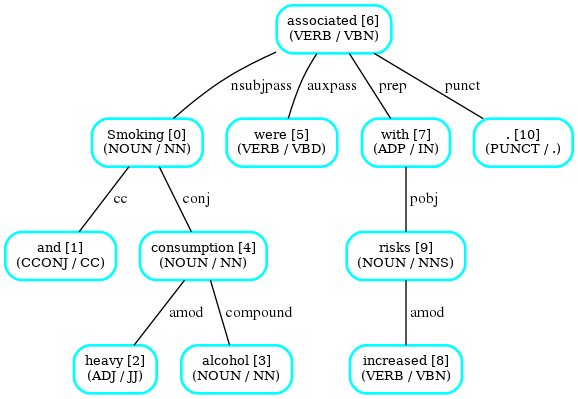 associated [6]
(VERB / VBN)
nsubjpass
auxpass
prep
punct
Smoking [0]
(NOUN / NN)
were [5]
(VERB / VBD)
with [7]
(ADP / IN)
. [10]
(PUNCT / .)
cc
conj
pobj
and [1]
(CCONJ / CC)
consumption [4]
(NOUN / NN)
risks [9]
(NOUN / NNS)
amod
compound
amod
heavy [2]
(ADJ / JJ)
alcohol [3]
(NOUN / NN)
increased [8]
(VERB / VBN)